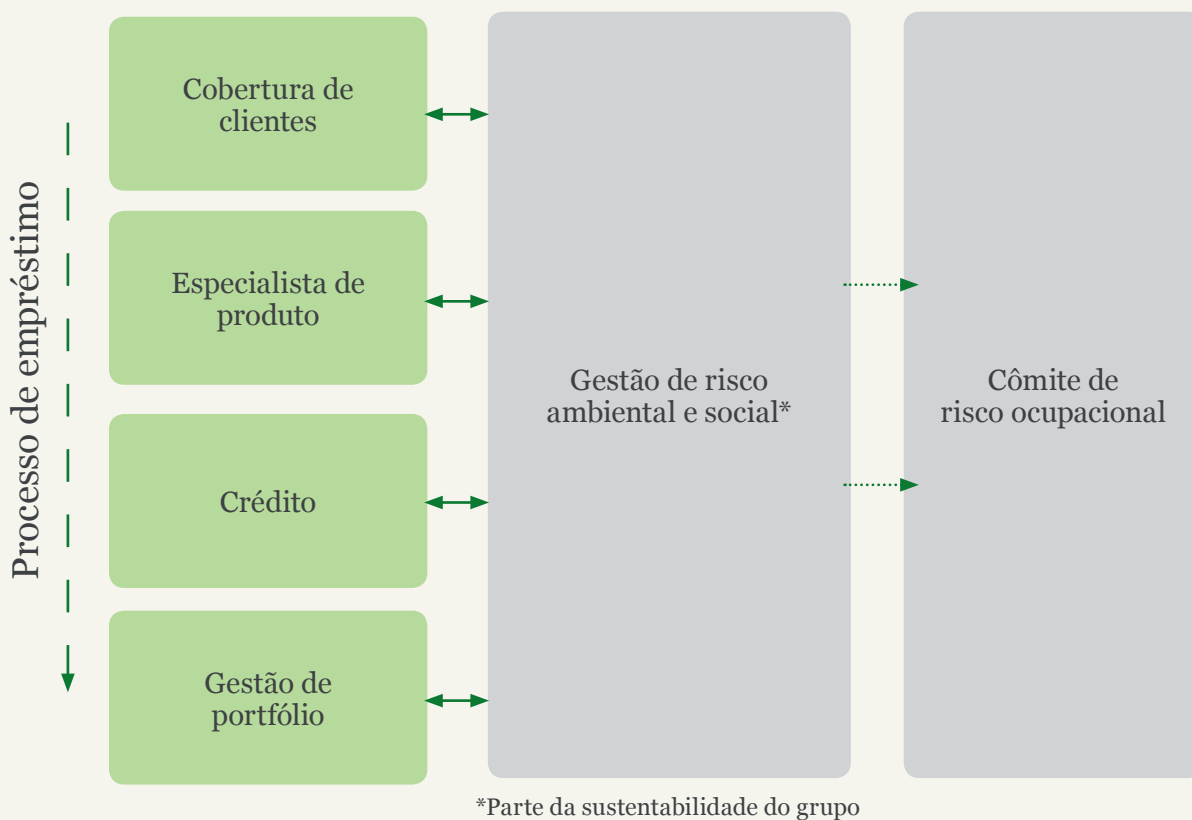 Processo de empréstimo
Cobertura de
clientes
Especialista de
produto
Crédito
Gestão de
portfólio
Gestão de risco
ambiental e social*
Cômite de
risco ocupacional
*Parte da sustentabilidade do grupo